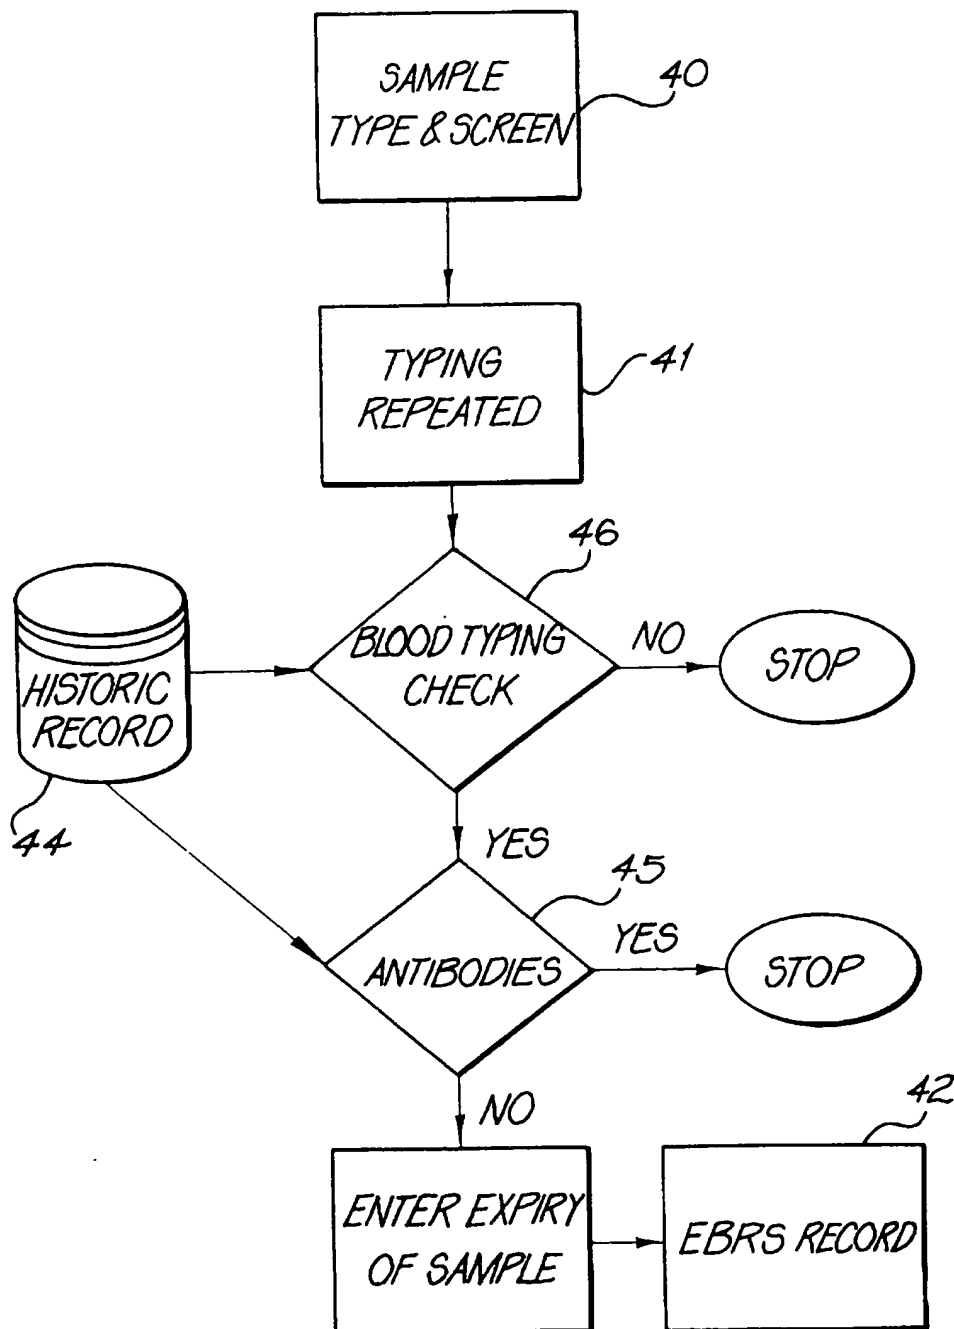 SAMPLE
TYPE & SCREEN
40
TYPING
REPEATED
41
46
BLOOD TYPING
CHECK
NO
STOP
HISTORIC
RECORD
44
YES
45
ANTIBODIES
YES
STOP
NO
42
ENTER EXPIRY
OF SAMPLE
EBRS RECORD